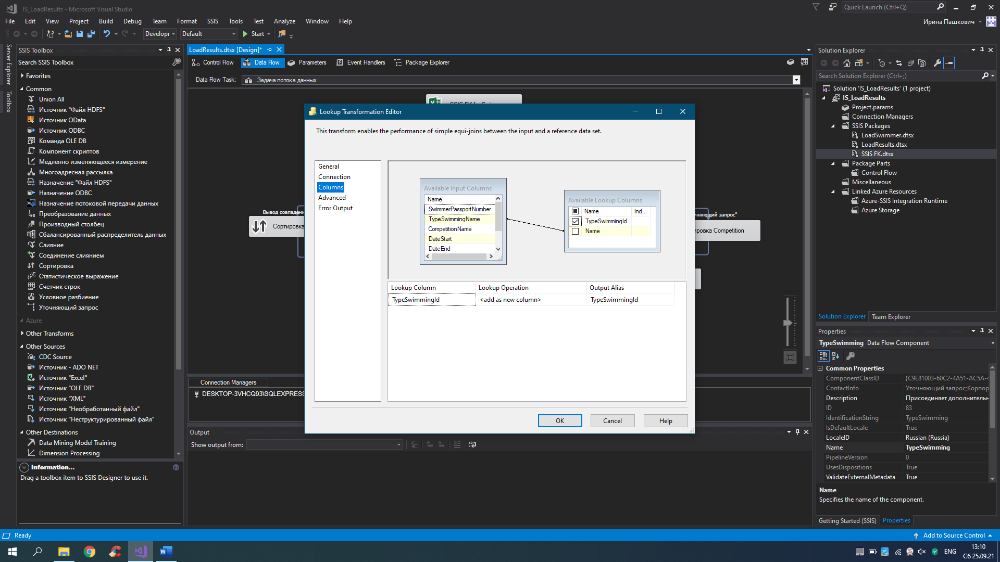 IS_LoadResults - Microsoft Visual Studio
Quick Launch (Ctrl+Q)
File Edit View Project Build Debug Team Format SSIS Tools Test Analyze Window Help
Ирина Пашкович
Developi Default Start
Server Explorer
Toolbox
SSIS Toolbox
Search SSIS Toolbox
Favorites
Common
Union All
Источник "Файл HDFS"
Источник OData
Источник ODBC
Команда OLE DB
Компонент скриптов
Медленно изменяющееся измерение
Многоадресная рассылка
Назначение "Файл HDFS"
Назначение ODBC
Назначение потоковой передачи данных
Преобразование данных
Производный столбец
Сбалансированный распределитель данных
Слияние
Соединение слиянием
Сортировка
Статистическое выражение
Счетчик строк
Условное разбиение
Уточняющий запрос
Azure
Other Transforms
Other Sources
CDC Source
Источник - ADO NET
Источник "Excel"
Источник "OLE DB"
Источник "XML"
Источник "Необработанный файл"
Источник "Неструктурированный файл"
Other Destinations
Data Mining Model Training
Dimension Processing
Information...
Drag a toolbox item to SSIS Designer to use it.
LoadResults.dtsx [Design]*
Control Flow Data Flow Parameters Event Handlers Package Explorer
Data Flow Task: Задача потока данных
Вывод совпадени
Сортировка
чняющий запрос"
ировка Competition
Lookup Transformation Editor
This transform enables the performance of simple equi-joins between the input and a reference data set.
General
Connection
Columns
Advanced
Error Output
Available Input Columns
Name
SwimmerPassportNumber
TypeSwimmingName
CompetitionName
DateStart
DateEnd
Available Lookup Columns
Name Ind...
TypeSwimmingId
Name
Lookup Column Lookup Operation Output Alias
TypeSwimmingId <add as new column> TypeSwimmingId
OK Cancel Help
Connection Managers
DESKTOP-3VHCQ93\SQLEXPRESS
Output
Show output from:
Solution Explorer
Search Solution Explorer (Ctrl+;)
Solution 'IS_LoadResults' (1 project)
IS_LoadResults
Project.params
Connection Managers
SSIS Packages
LoadSwimmer.dtsx
LoadResults.dtsx
SSIS FK.dtsx
Package Parts
Control Flow
Miscellaneous
Linked Azure Resources
Azure-SSIS Integration Runtime
Azure Storage
Solution Explorer Team Explorer
Properties
TypeSwimming Data Flow Component
Common Properties
ComponentClassID {C9E81003-60C2-4A51-AC5A-4
ContactInfo Уточняющий запрос;Корпор
Description Присоединяет дополнительн
ID 83
IdentificationString TypeSwimming
IsDefaultLocale True
LocaleID Russian (Russia)
Name TypeSwimming
PipelineVersion 0
UsesDispositions True
ValidateExternalMetadata True
Name
Specifies the name of the component.
Getting Started (SSIS) Properties
Ready
Add to Source Control
ENG
13:10
Сб 25.09.21